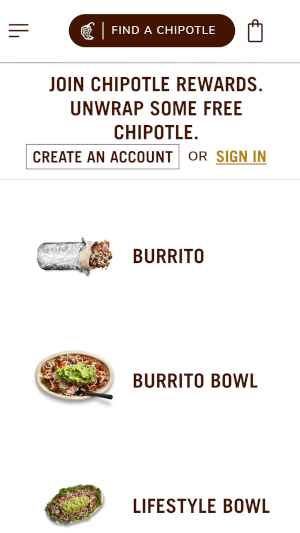 FIND A CHIPOTLE
JOIN CHIPOTLE REWARDS.
UNWRAP SOME FREE
CHIPOTLE.
CREATE AN ACCOUNT OR SIGN IN
BURRITO
BURRITO BOWL
LIFESTYLE BOWL